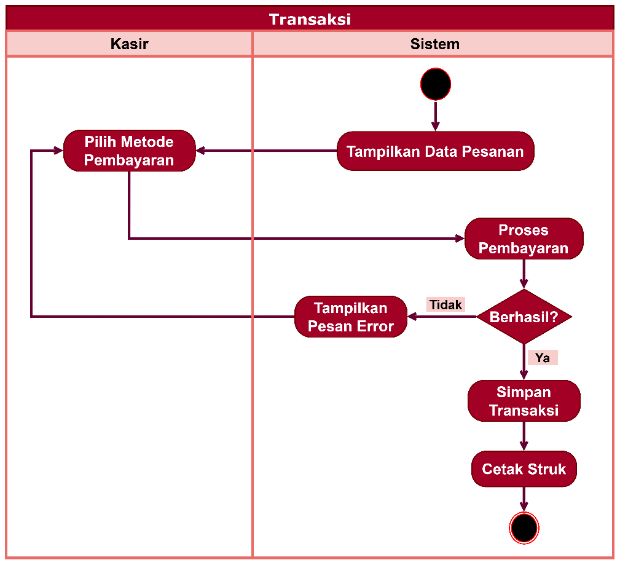 Transaksi
Kasir
Sistem
Pilih Metode
Pembayaran
Tampilkan Data Pesanan
Proses
Pembayaran
Tampilkan
Pesan Error
Tidak
Berhasil?
Ya
Simpan
Transaksi
Cetak Struk